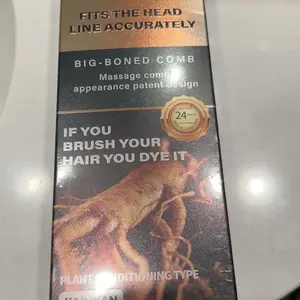 FITS THE HEAD
LINE ACCURATELY
BIG-BONED COMB
Massage comb
appearance patent design
24
IF YOU
BRUSH YOUR
HAIR YOU DYE IT
PLANT CONDITIONING TYPE